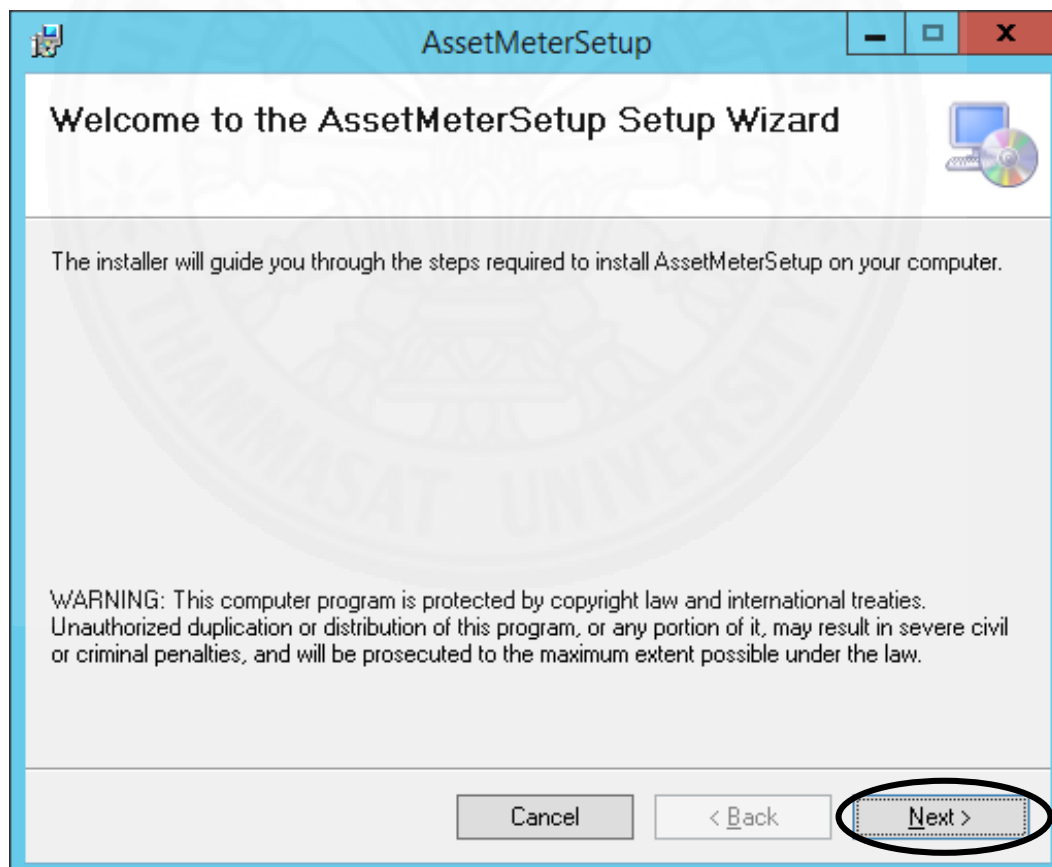 AssetMeterSetup
Welcome to the AssetMeterSetup Setup Wizard
The installer will guide you through the steps required to install AssetMeterSetup on your computer.
THAMMASAT UNIVERSITY
WARNING: This computer program is protected by copyright law and international treaties.
Unauthorized duplication or distribution of this program, or any portion of it, may result in severe civil
or criminal penalties, and will be prosecuted to the maximum extent possible under the law.
Cancel
< Back
Next >